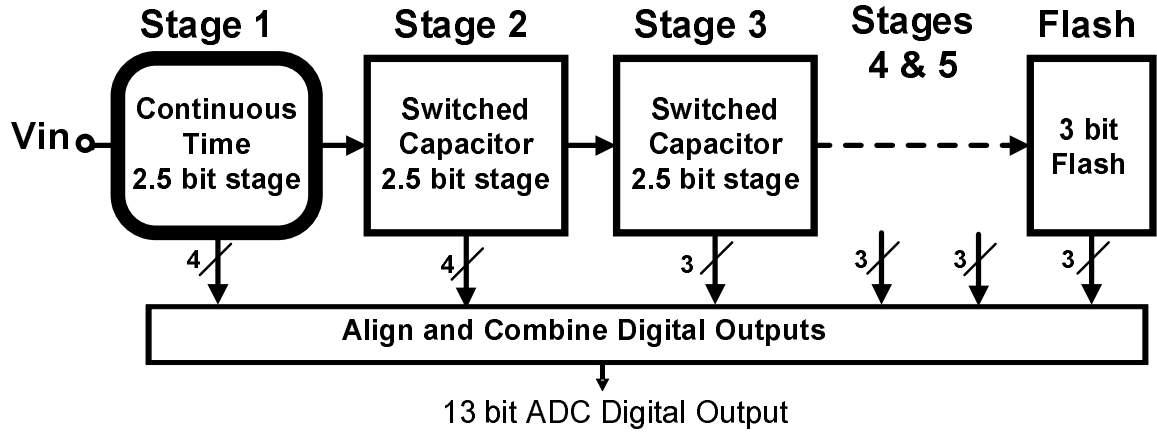 Stage 1
Stage 2
Stage 3
Stages
4 & 5
Flash
Vin
Continuous
Time
2.5 bit stage
Switched
Capacitor
2.5 bit stage
Switched
Capacitor
2.5 bit stage
3 bit
Flash
4
4
3
3
3
3
Align and Combine Digital Outputs
13 bit ADC Digital Output